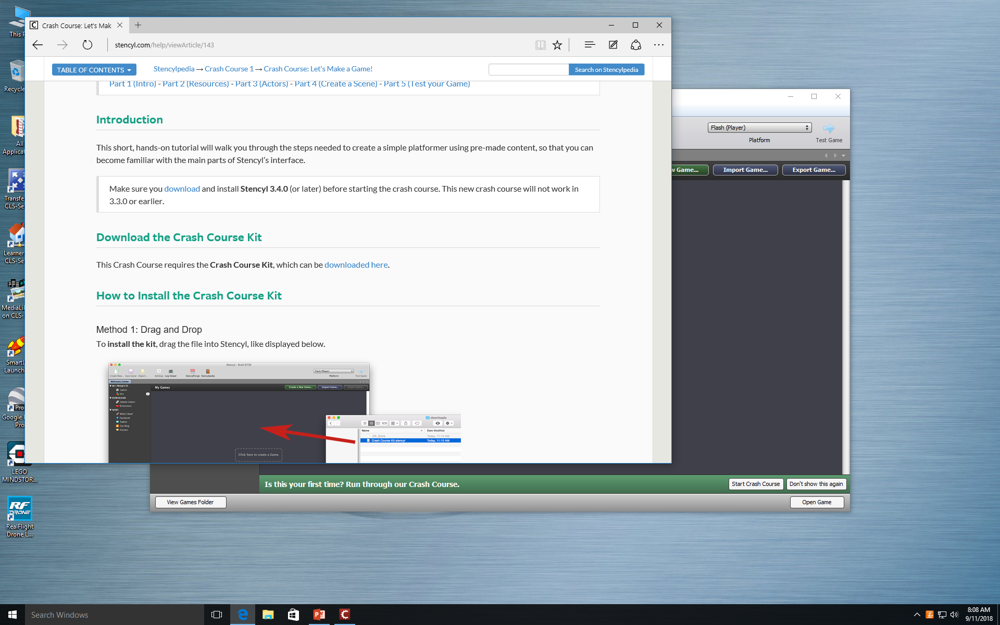 This P
Crash Course: Let's Mak
stencyl.com/help/viewArticle/143
TABLE OF CONTENTS
Stencylpedia → Crash Course 1 → Crash Course: Let's Make a Game!
Search on Stencylpedia
Part 1 (Intro) - Part 2 (Resources) - Part 3 (Actors) - Part 4 (Create a Scene) - Part 5 (Test your Game)
Introduction
This short, hands-on tutorial will walk you through the steps needed to create a simple platformer using pre-made content, so that you can
become familiar with the main parts of Stencyl's interface.
Make sure you download and install Stencyl 3.4.0 (or later) before starting the crash course. This new crash course will not work in
3.3.0 or earlier.
Download the Crash Course Kit
This Crash Course requires the Crash Course Kit, which can be downloaded here.
How to Install the Crash Course Kit
Method 1: Drag and Drop
To install the kit, drag the file into Stencyl, like displayed below.
Stencyl - Build 8735
Create New... Save Game Import... Settings Log Viewer StencylForge Stencylpedia
Flash (Player)
Platform
Test Game
Welcome Center
MY PROJECTS
Games
Kits
DOWNLOAD
Sample Games
Extensions
NEWS
What's New?
Facebook
Twitter
Our Blog
Forums
My Games
Create a New Game... Import Game... Export Game...
Click here to create a Game.
downloads
Name Date Modified
.DS_Store Today, 11:10 AM
Crash Course Kit.stencyl Today, 11:10 AM
Flash (Player)
Platform
Test Game
w Game...
Import Game...
Export Game...
Is this your first time? Run through our Crash Course.
Start Crash Course
Don't show this again
View Games Folder
Open Game
Recycle
All
Applicat
Transfe
CLS-Se
Learner
CLS-Se
MediaLi
on CLS-
SmartL
Launch
Pro
Google
Pro
LEGO
MINDSTOR...
RF
DRONE
RealFlight
Drone L...
Search Windows
8:08 AM
9/11/2018